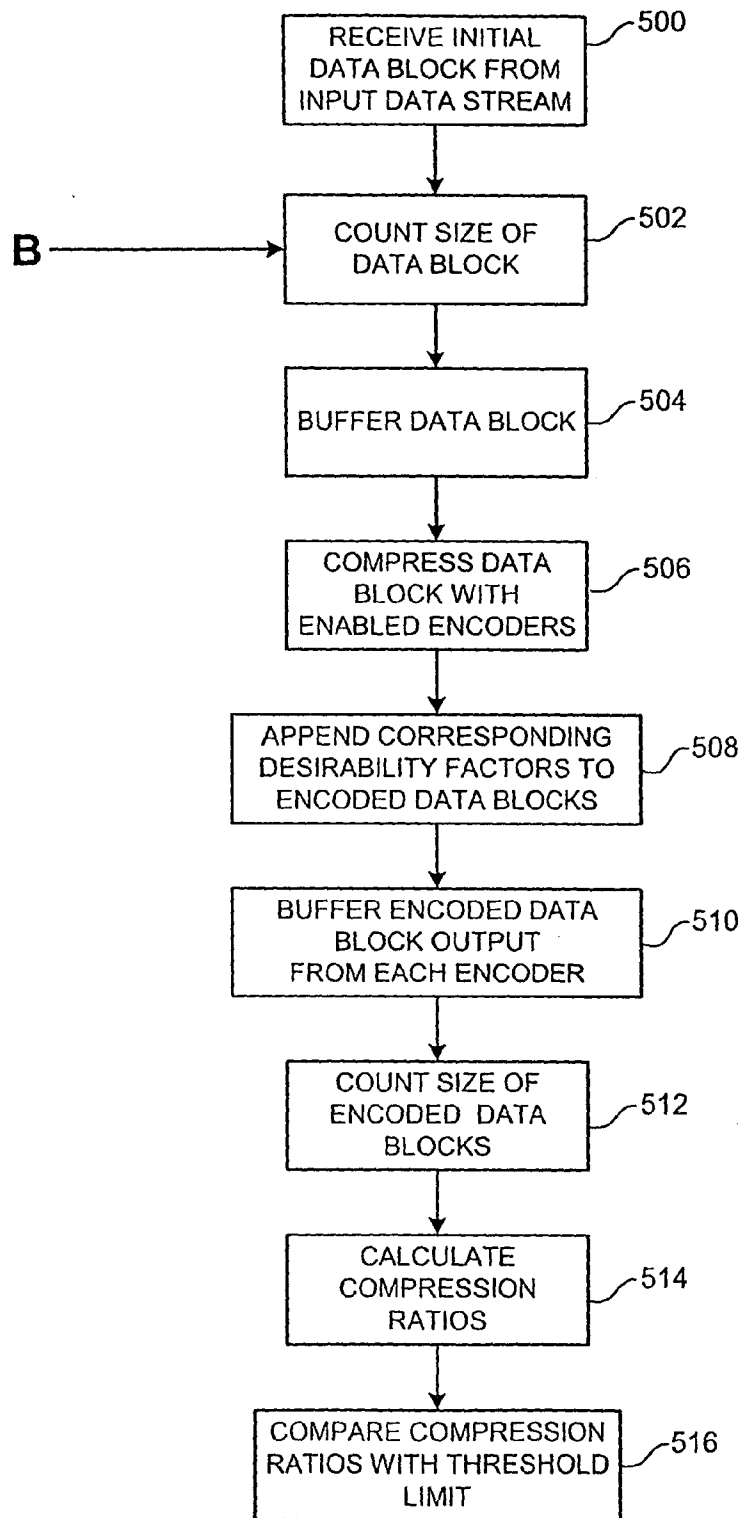 RECEIVE INITIAL
DATA BLOCK FROM
INPUT DATA STREAM
500
B
COUNT SIZE OF
DATA BLOCK
502
BUFFER DATA BLOCK
504
COMPRESS DATA
BLOCK WITH
ENABLED ENCODERS
506
APPEND CORRESPONDING
DESIRABILITY FACTORS TO
ENCODED DATA BLOCKS
508
BUFFER ENCODED DATA
BLOCK OUTPUT
FROM EACH ENCODER
510
COUNT SIZE OF
ENCODED DATA
BLOCKS
512
CALCULATE
COMPRESSION
RATIOS
514
COMPARE COMPRESSION
RATIOS WITH THRESHOLD
LIMIT
516